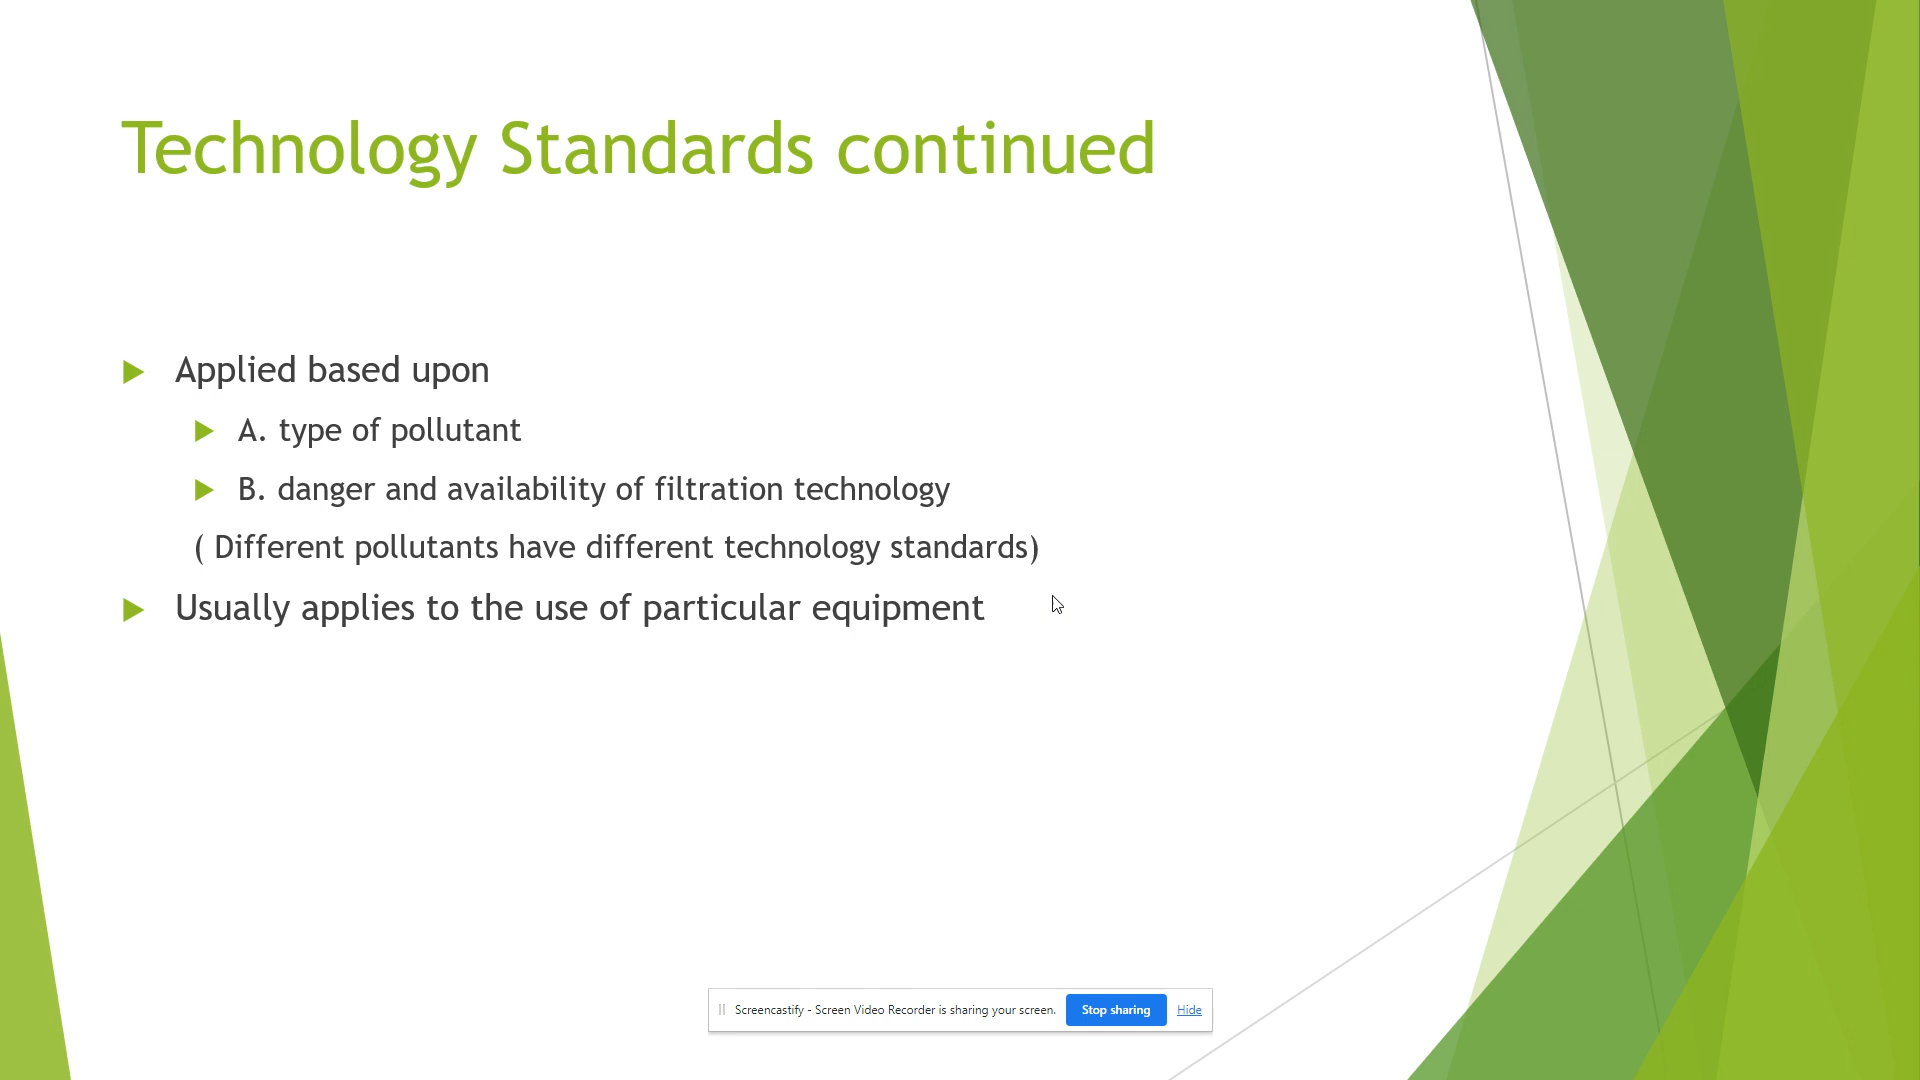 Technology Standards continued
Applied based upon
A. type of pollutant
B. danger and availability of filtration technology
( Different pollutants have different technology standards)
Usually applies to the use of particular equipment
Screencastify - Screen Video Recorder is sharing your screen. Stop sharing Hide